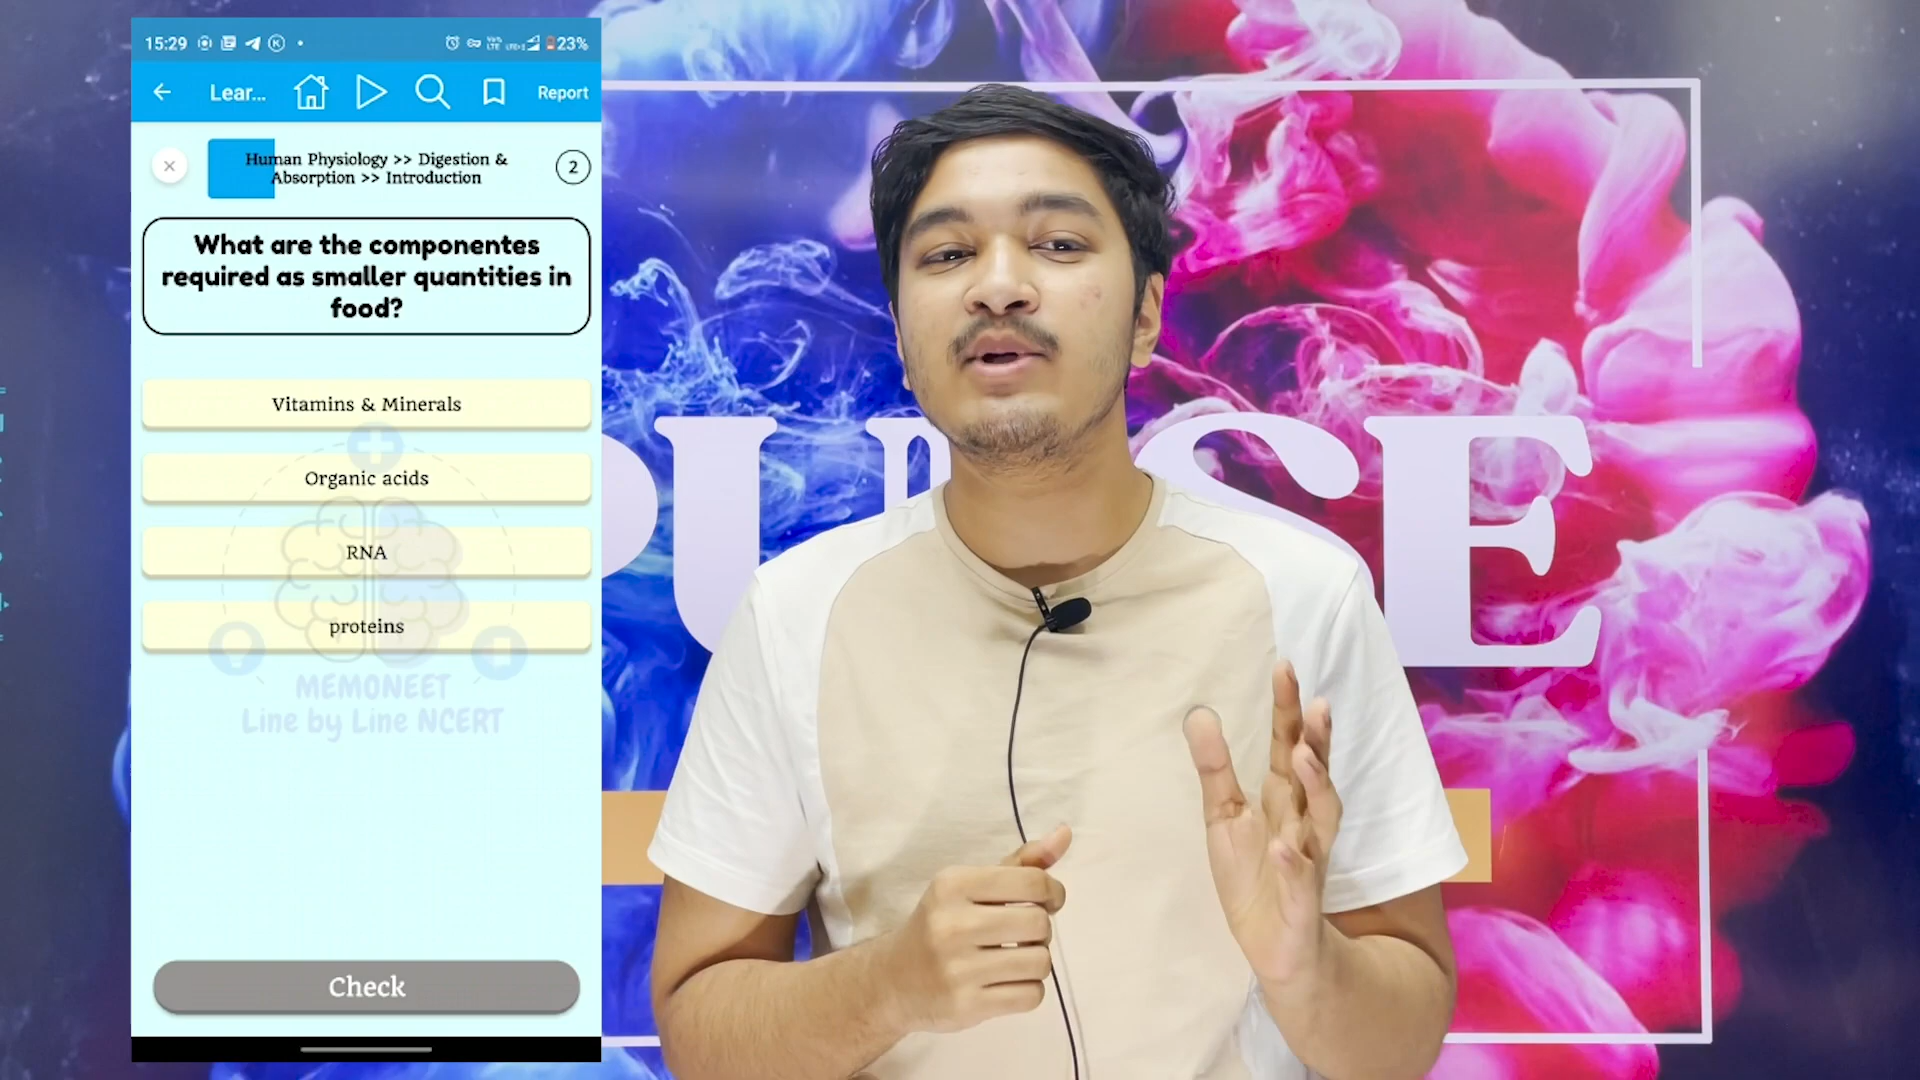 15:29
23%
Lear...
Report
Human Physiology >> Digestion &
Absorption >> Introduction
2
What are the componentes
required as smaller quantities in
food?
Vitamins & Minerals
Organic acids
RNA
proteins
MEMONEET
Line by Line NCERT
Check